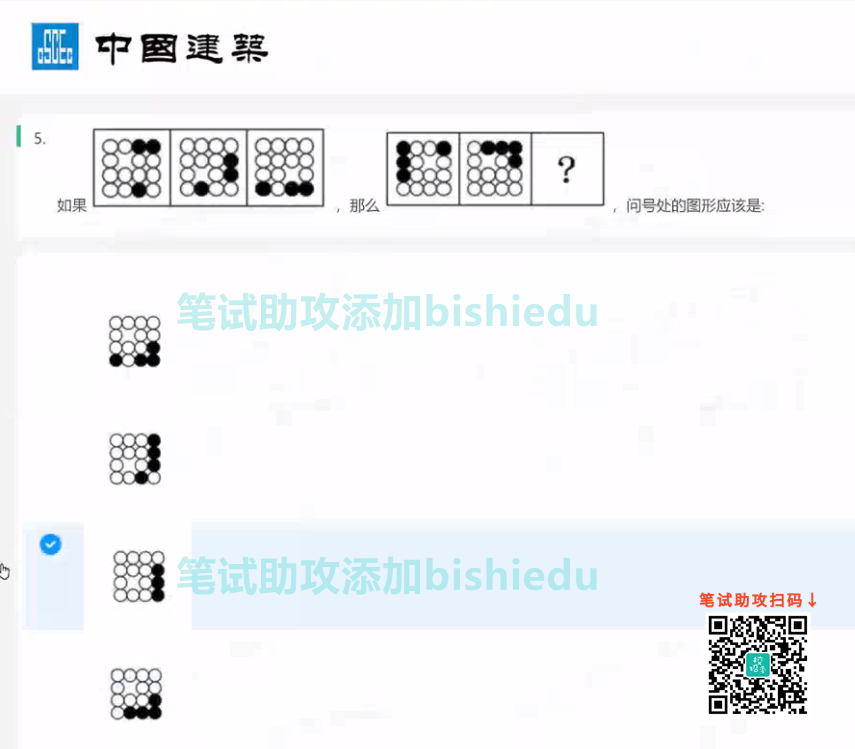 CSCEC 中國建築
5.
如果 ，那么 ？ ，问号处的图形应该是:
笔试助攻添加bishiedu
笔试助攻添加bishiedu
笔试助攻扫码↓